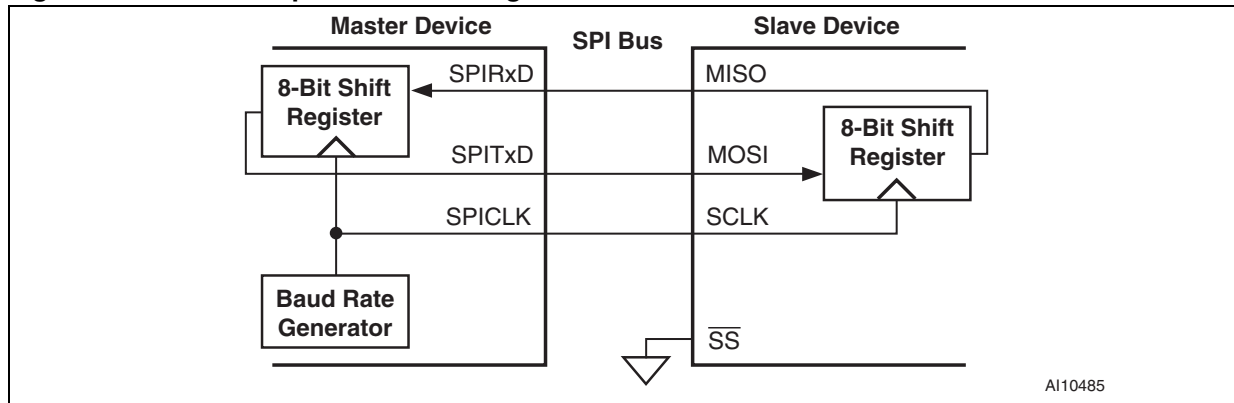 Master Device
SPI Bus
Slave Device
SPIRxD
MISO
8-Bit Shift
Register
8-Bit Shift
Register
SPITxD
MOSI
SPICLK
SCLK
Baud Rate
Generator
SS
AI10485